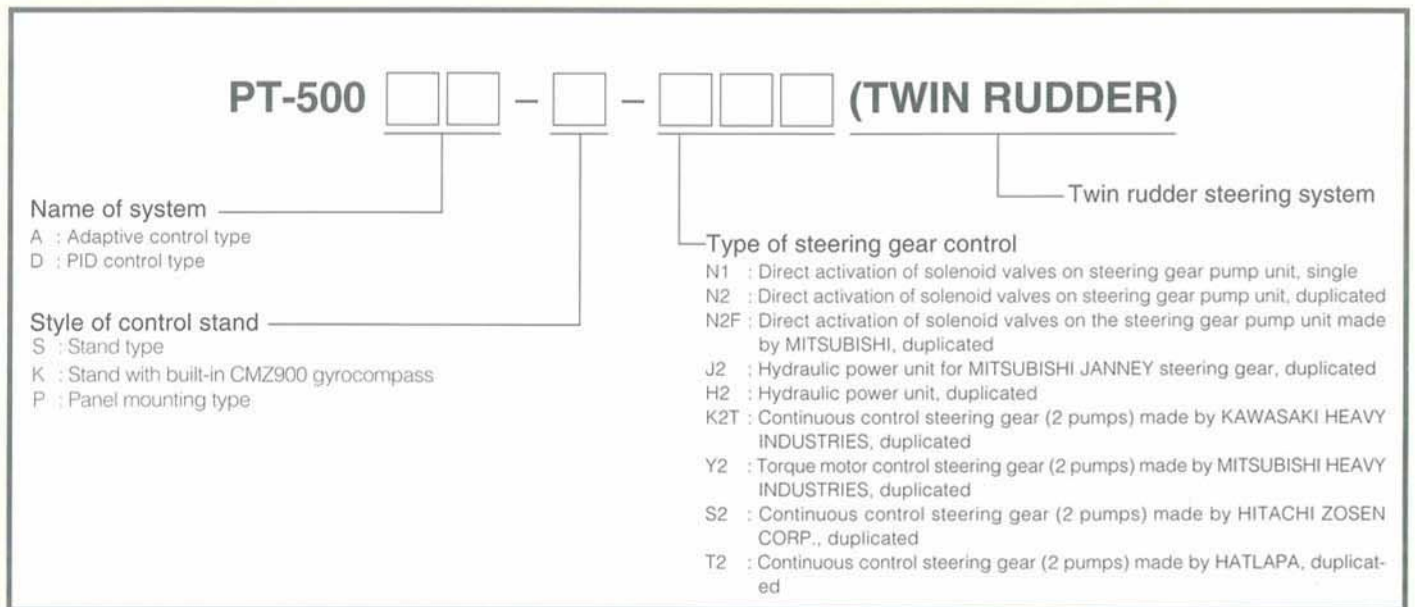 PT-500 – – (TWIN RUDDER)
Name of system
A : Adaptive control type
D : PID control type
Style of control stand
S : Stand type
K : Stand with built-in CMZ900 gyrocompass
P : Panel mounting type
Twin rudder steering system
Type of steering gear control
N1 : Direct activation of solenoid valves on steering gear pump unit, single
N2 : Direct activation of solenoid valves on steering gear pump unit, duplicated
N2F : Direct activation of solenoid valves on the steering gear pump unit made
by MITSUBISHI, duplicated
J2 : Hydraulic power unit for MITSUBISHI JANNEY steering gear, duplicated
H2 : Hydraulic power unit, duplicated
K2T : Continuous control steering gear (2 pumps) made by KAWASAKI HEAVY
INDUSTRIES, duplicated
Y2 : Torque motor control steering gear (2 pumps) made by MITSUBISHI HEAVY
INDUSTRIES, duplicated
S2 : Continuous control steering gear (2 pumps) made by HITACHI ZOSEN
CORP., duplicated
T2 : Continuous control steering gear (2 pumps) made by HATLAPA, duplicat-
ed